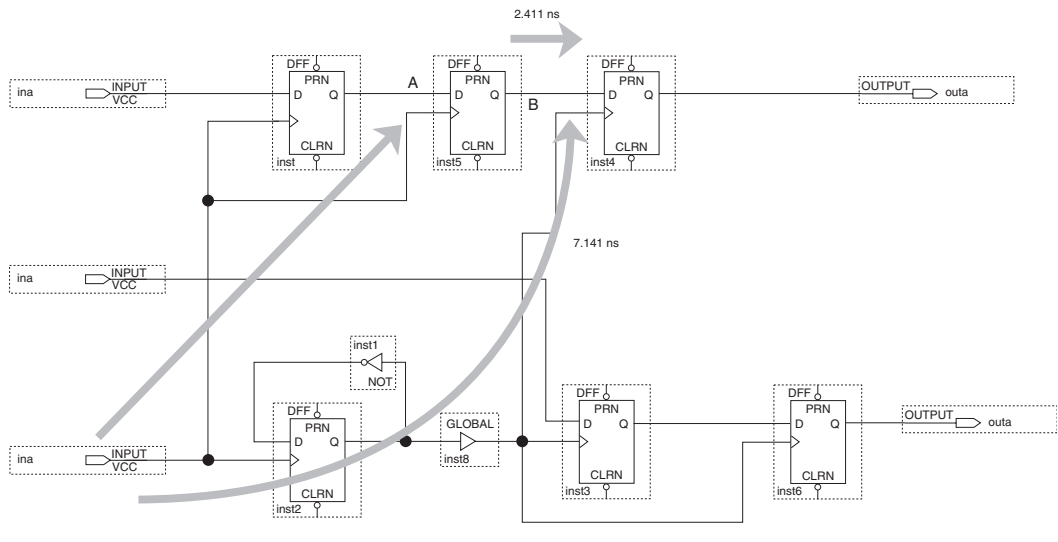 2.411 ns
DFF
DFF
DFF
ina
INPUT
VCC
PRN
D Q
CLRN
inst
A
PRN
D Q
CLRN
inst5
B
PRN
D Q
CLRN
inst4
OUTPUT
outa
7.141 ns
ina
INPUT
VCC
inst1
NOT
ina
INPUT
VCC
DFF
PRN
D Q
CLRN
inst2
GLOBAL
inst8
DFF
PRN
D Q
CLRN
inst3
DFF
PRN
D Q
CLRN
inst6
OUTPUT
outa